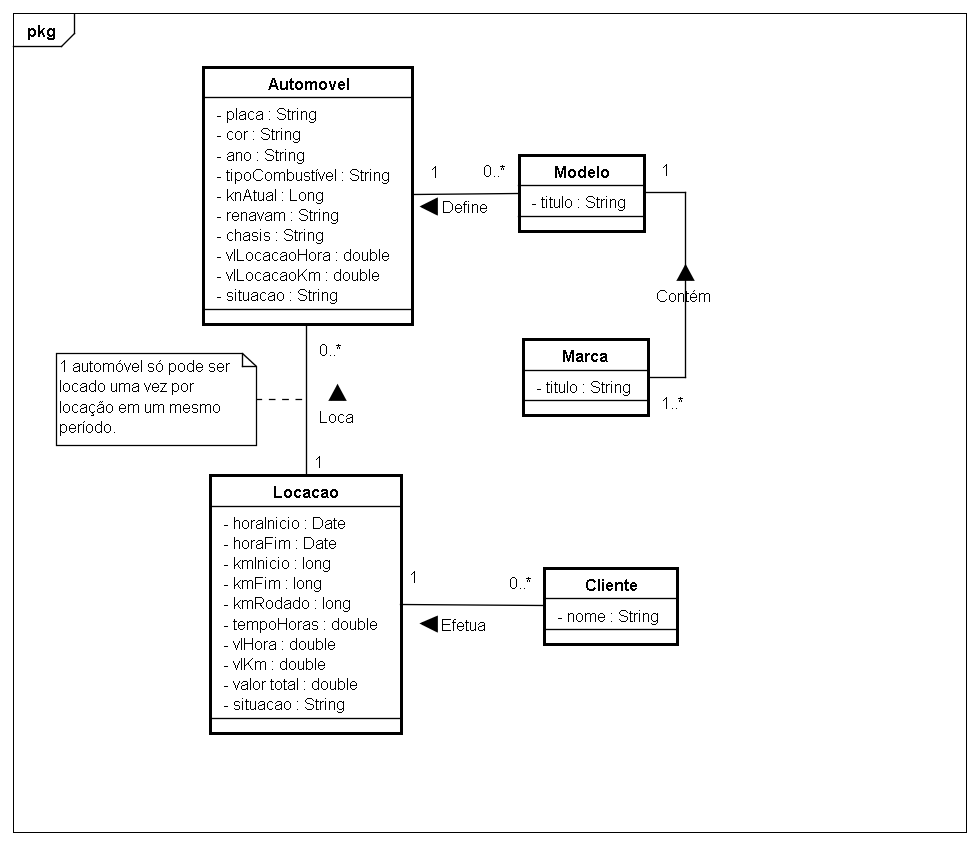 pkg
Automovel
- placa : String
- cor : String
- ano : String
- tipoCombustível : String
- knAtual : Long
- renavam : String
- chasis : String
- vlLocacaoHora : double
- vlLocacaoKm : double
- situacao : String
1
0..*
Define
Modelo
- titulo : String
1
Contém
Marca
- titulo : String
1..*
0..*
Loca
1
1 automóvel só pode ser
locado uma vez por
locação em um mesmo
período.
Locacao
- horaInicio : Date
- horaFim : Date
- kmInicio : long
- kmFim : long
- kmRodado : long
- tempoHoras : double
- vlHora : double
- vlKm : double
- valor total : double
- situacao : String
1
0..*
Efetua
Cliente
- nome : String